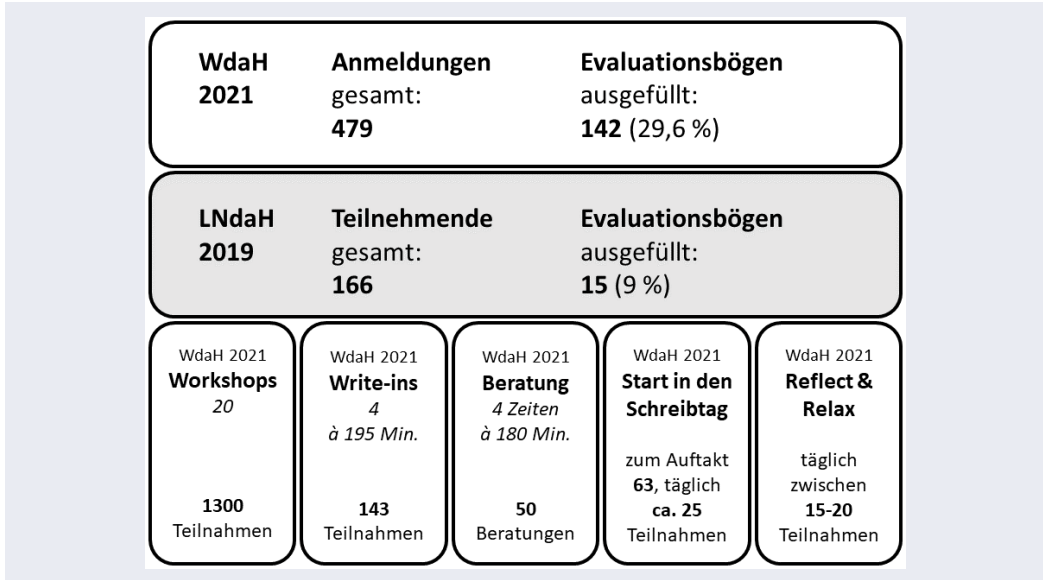 WdaH 2021
Anmeldungen
gesamt:
479
Evaluationsbögen
ausgefüllt:
142 (29,6 %)
LNdaH 2019
Teilnehmende
gesamt:
166
Evaluationsbögen
ausgefüllt:
15 (9 %)
WdaH 2021
Workshops
20
1300
Teilnahmen
WdaH 2021
Write-ins
4
à 195 Min.
143
Teilnahmen
WdaH 2021
Beratung
4 Zeiten
à 180 Min.
50
Beratungen
WdaH 2021
Start in den
Schreibtag
zum Auftakt
63, täglich
ca. 25
Teilnahmen
WdaH 2021
Reflect &
Relax
täglich
zwischen
15-20
Teilnahmen